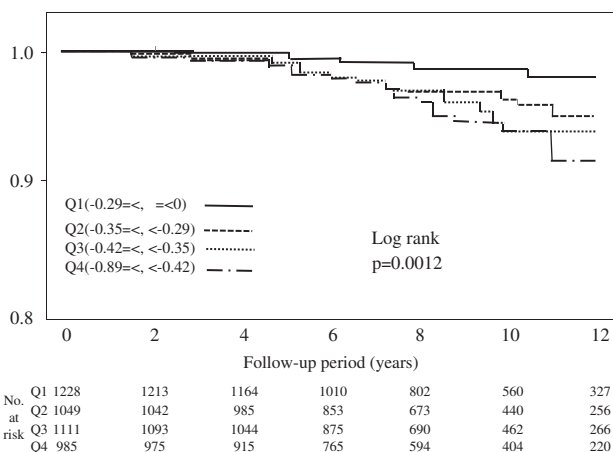 1.0
0.9
0.8
Q1(-0.29=<, =<0)
Q2(-0.35=<, <-0.29)
Q3(-0.42=<, <-0.35)
Q4(-0.89=<, <-0.42)
Log rank
p=0.0012
0 2 4 6 8 10 12
Follow-up period (years)
No. at risk
Q1 1228 1213 1164 1010 802 560 327
Q2 1049 1042 985 853 673 440 256
Q3 1111 1093 1044 875 690 462 266
Q4 985 975 915 765 594 404 220